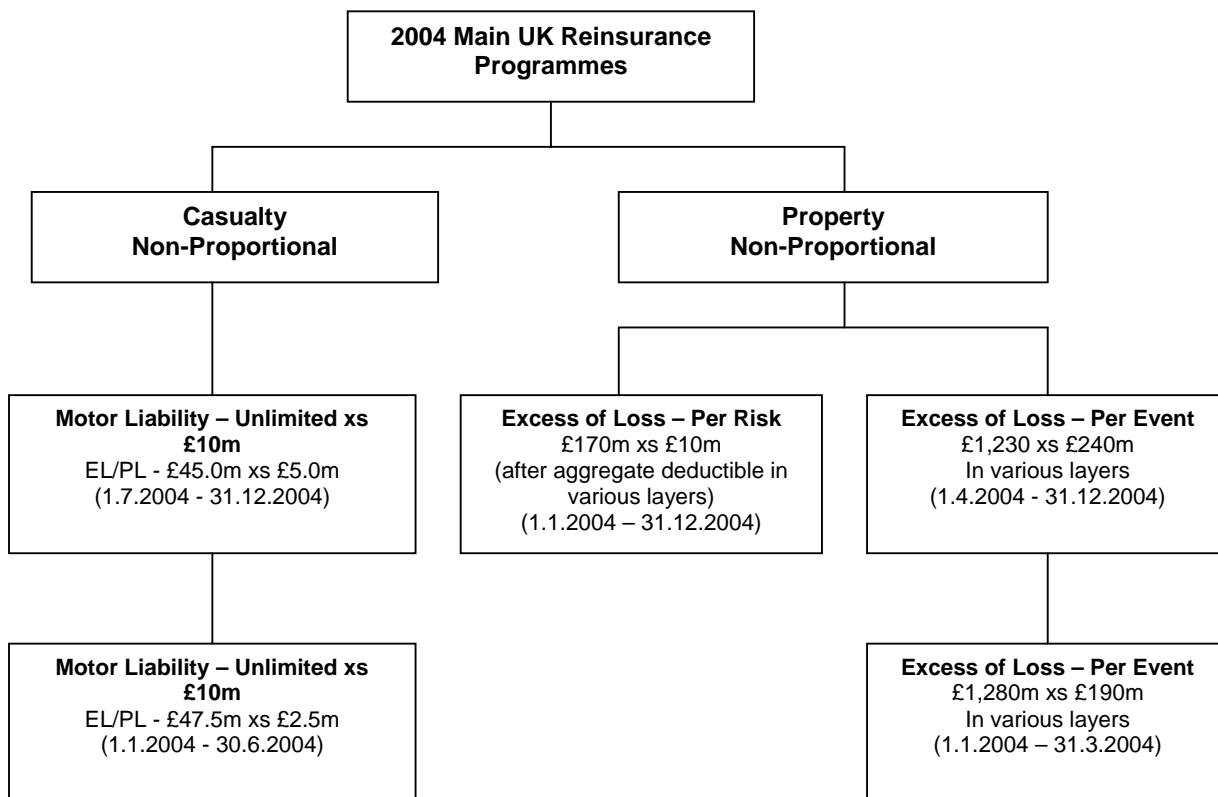 2004 Main UK Reinsurance
Programmes
Casualty
Non-Proportional
Property
Non-Proportional
Motor Liability – Unlimited xs
£10m
EL/PL - £45.0m xs £5.0m
(1.7.2004 - 31.12.2004)
Excess of Loss – Per Risk
£170m xs £10m
(after aggregate deductible in
various layers)
(1.1.2004 – 31.12.2004)
Excess of Loss – Per Event
£1,230 xs £240m
In various layers
(1.4.2004 - 31.12.2004)
Motor Liability – Unlimited xs
£10m
EL/PL - £47.5m xs £2.5m
(1.1.2004 - 30.6.2004)
Excess of Loss – Per Event
£1,280m xs £190m
In various layers
(1.1.2004 – 31.3.2004)